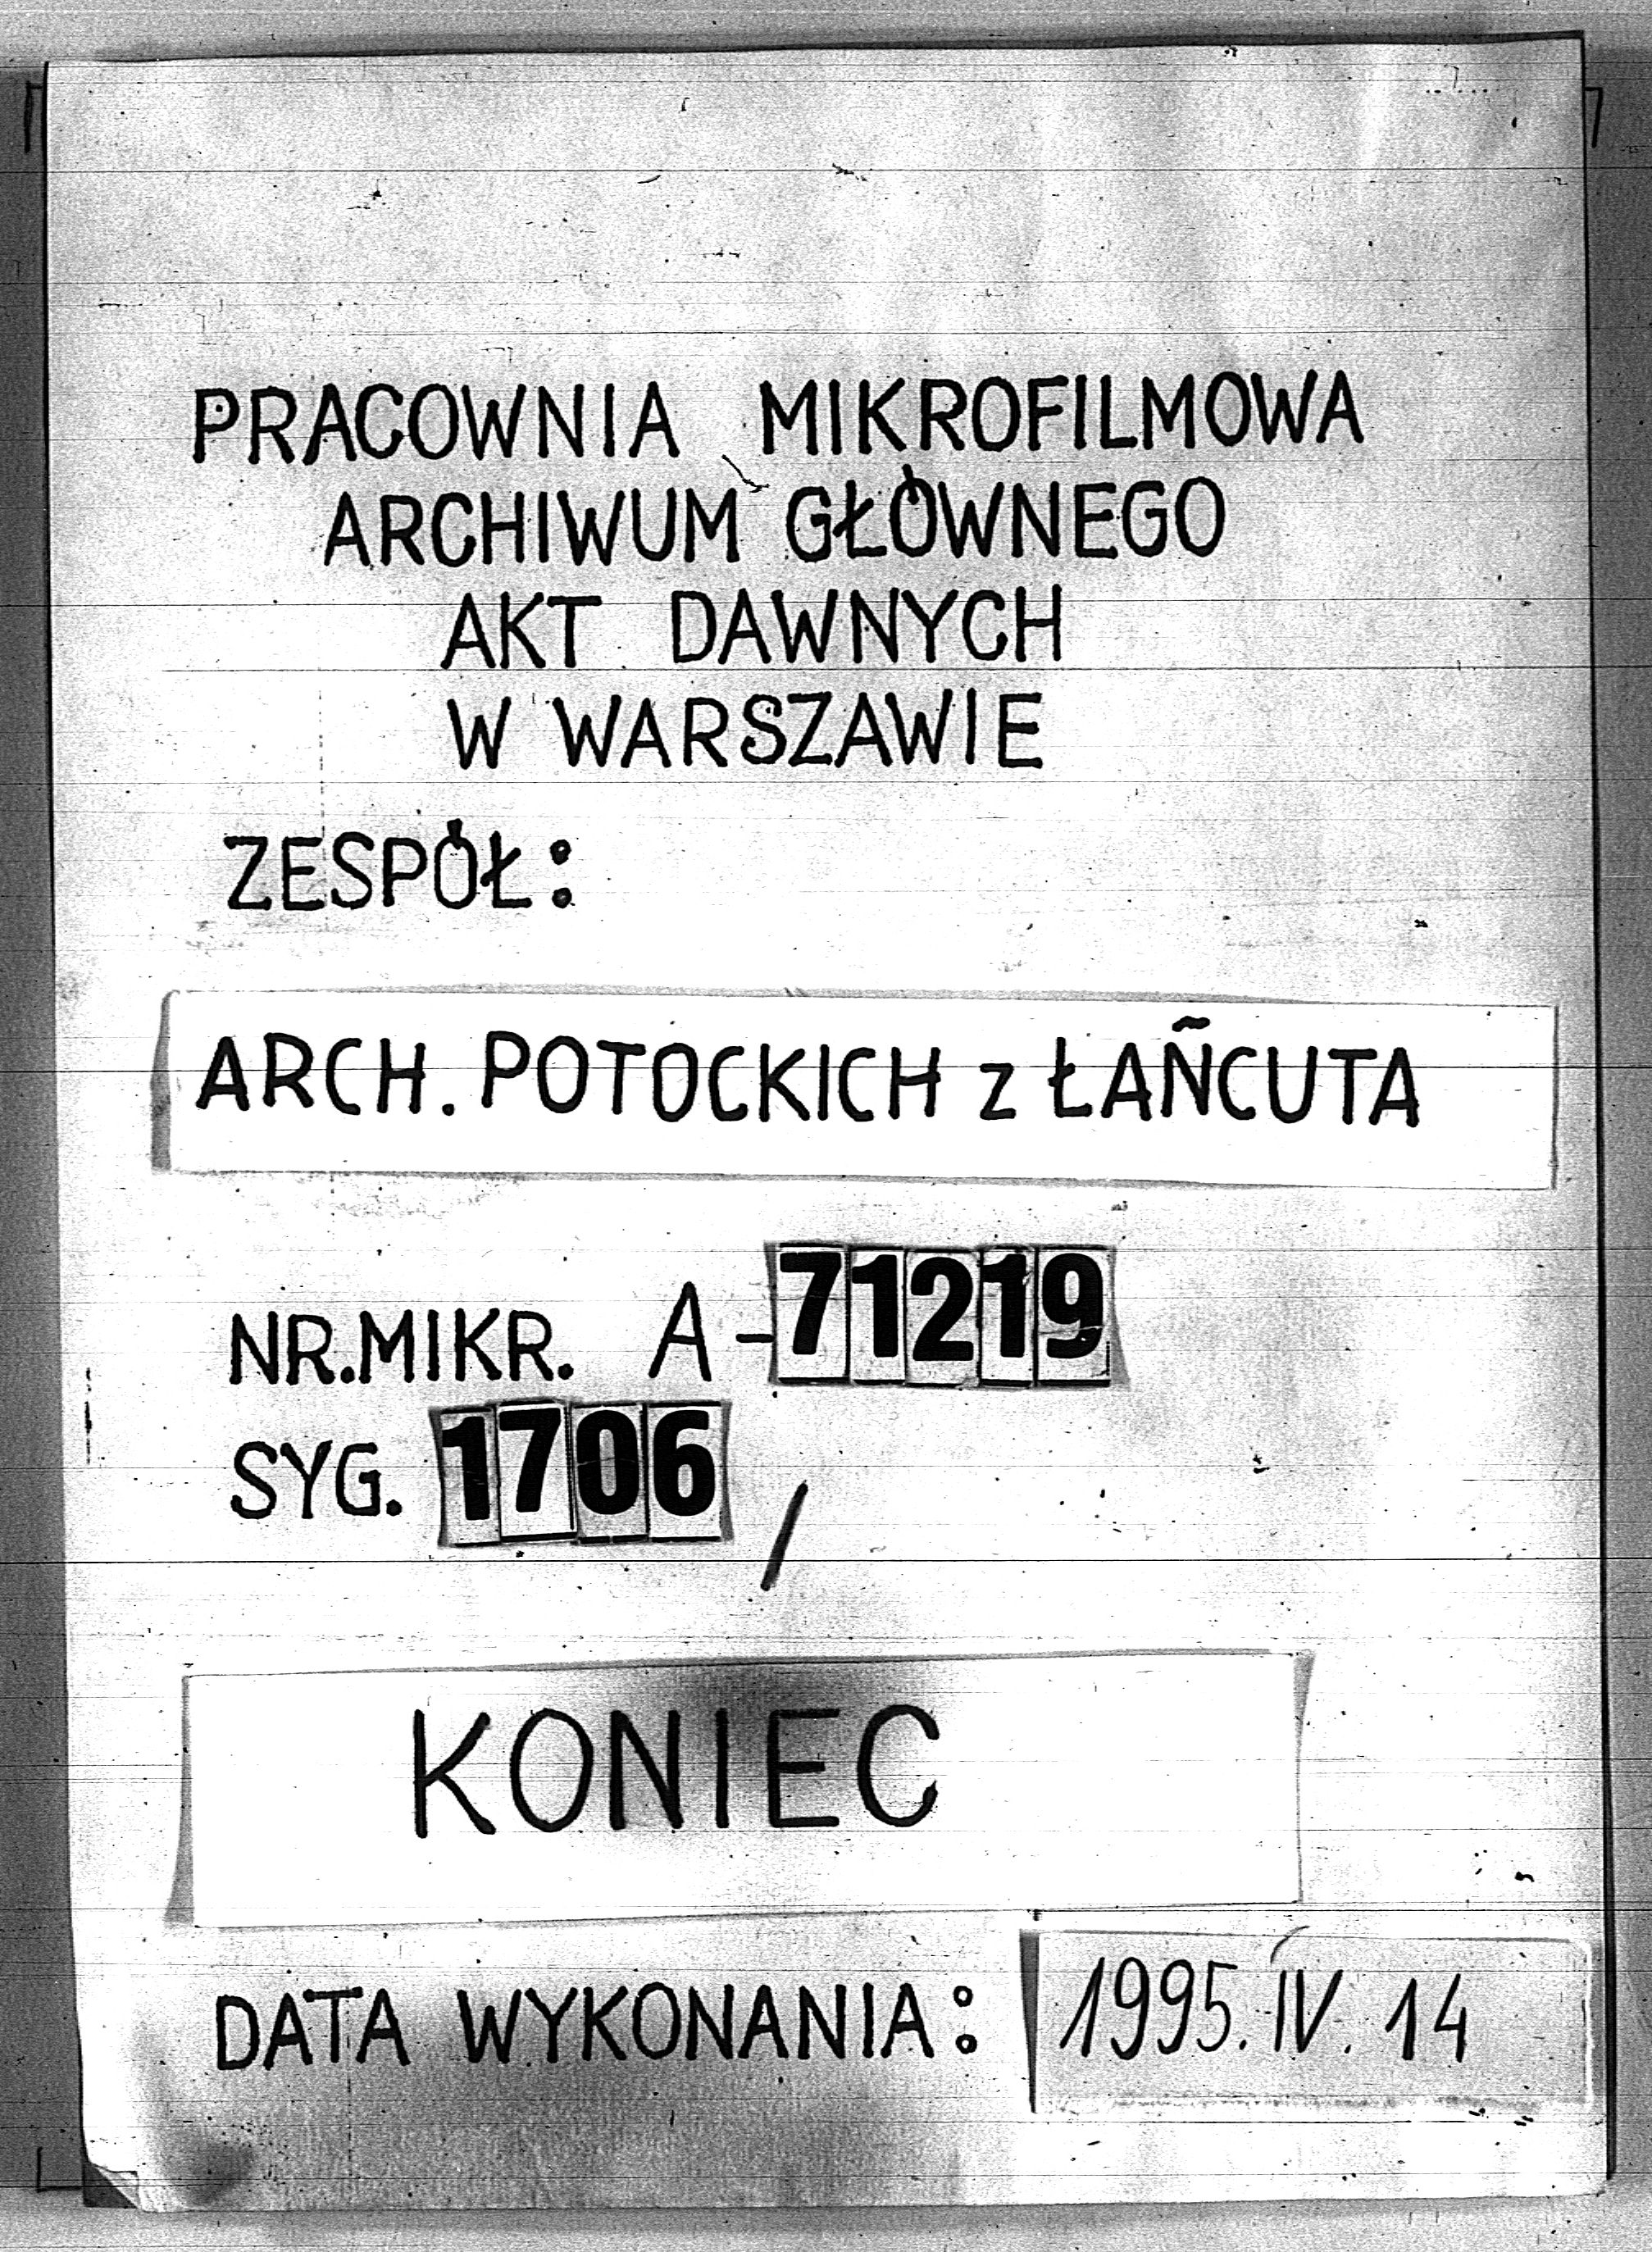 PRACOWNIA MIKROFILMOWA
ARCHIWUM GŁÓWNEGO
AKT DAWNYCH
W WARSZAWIE
ZESPÓŁ:
ARCH. POTOCKICH z ŁAÑCUTA
NR.MIKR. A-71219
SYG. 1706 /
KONIEC
DATA WYKONANIA: 1995.IV.14